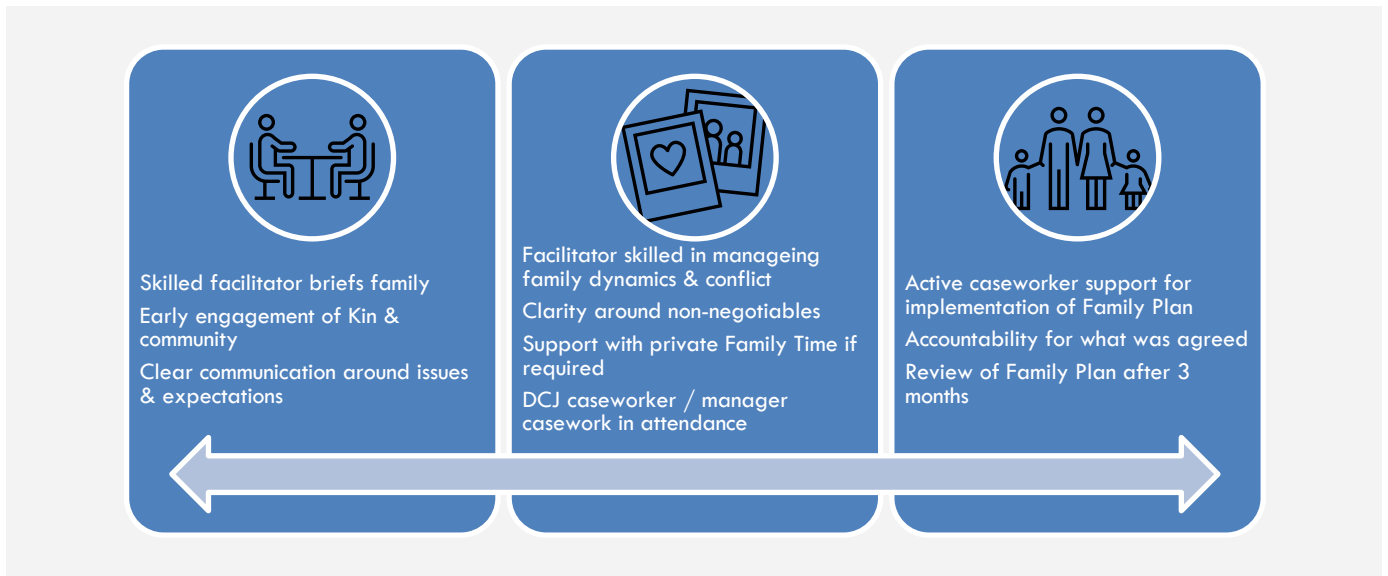 Skilled facilitator briefs family
Early engagement of Kin &
community
Clear communication around issues
& expectations
Facilitator skilled in manageing
family dynamics & conflict
Clarity around non-negotiables
Support with private Family Time if
required
DCJ caseworker / manager
casework in attendance
Active caseworker support for
implementation of Family Plan
Accountability for what was agreed
Review of Family Plan after 3
months